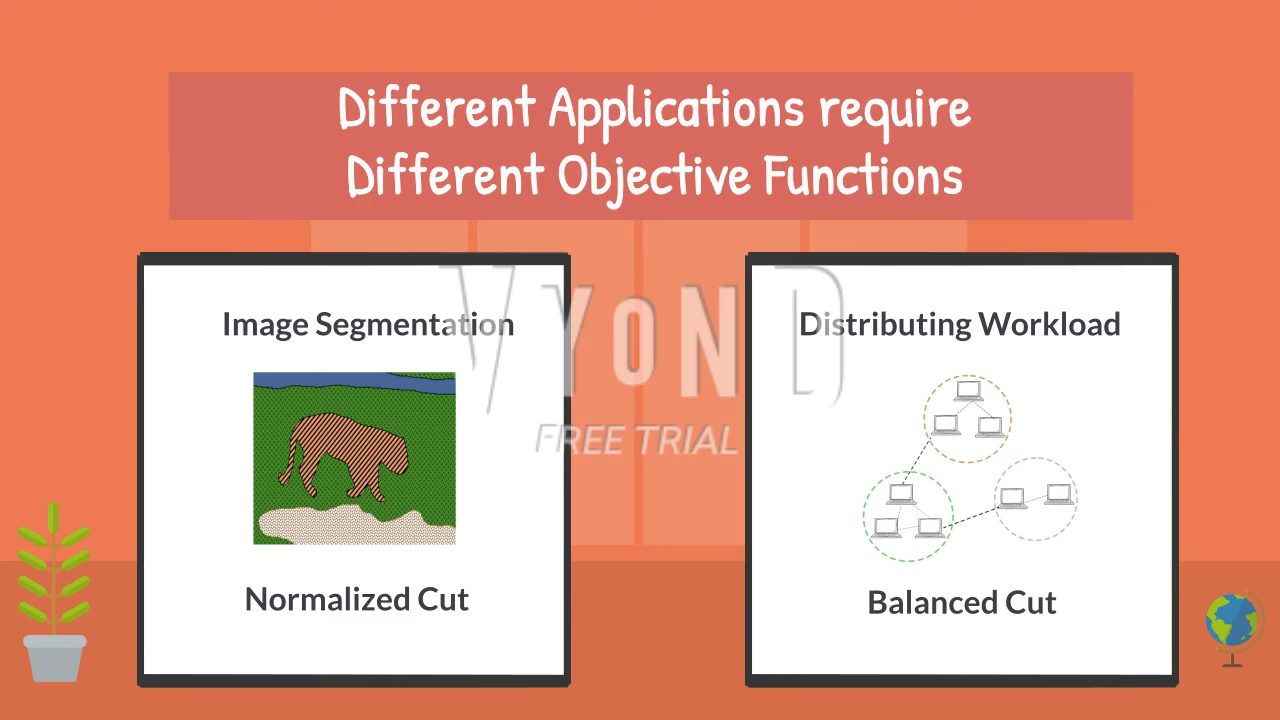 Different Applications require
Different Objective Functions
Image Segmentation
Normalized Cut
Distributing Workload
Balanced Cut
VYOND
FREE TRIAL